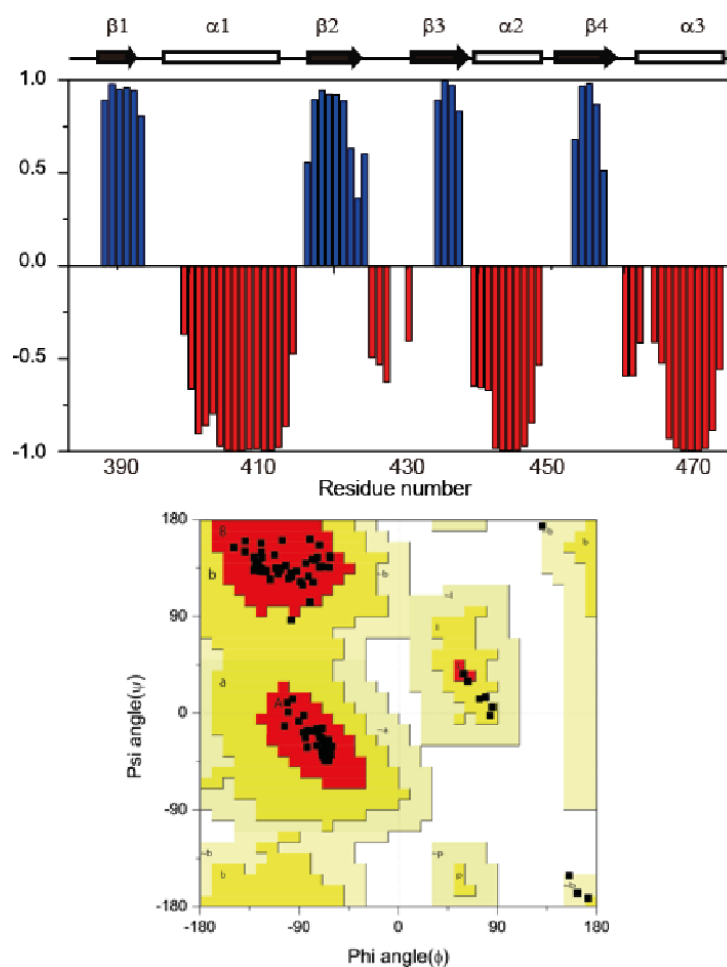 β1 α1 β2 β3 α2 β4 α3
1.0
0.5
0.0
-0.5
-1.0
390 410 430 450 470
Residue number
180
90
0
-90
-180
B
b
~b
b
~b
~l
l
a
A
~a
~b
~p
b
p
~b
-180 -90 0 90 180
Psi angle(ψ)
Phi angle(ϕ)